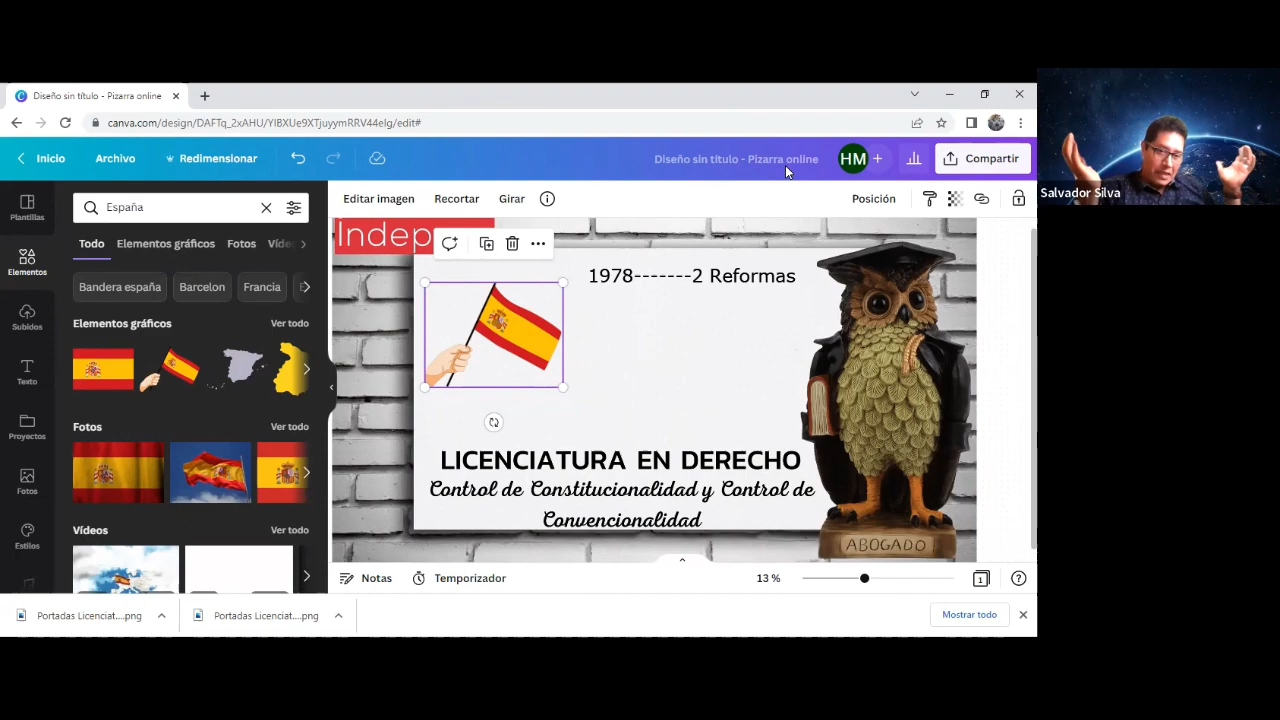 Diseño sin título - Pizarra online
canva.com/design/DAFTq_2xAHU/YIBXUe9XTjuyymRRV44elg/edit#
Inicio
Archivo
Redimensionar
Diseño sin título - Pizarra online
HM
Compartir
Plantillas
Elementos
Subidos
Texto
Proyectos
Fotos
Estilos
España
Todo
Elementos gráficos
Fotos
Bandera española
Barcelon
Francia
Elementos gráficos
Ver todo
Fotos
Ver todo
Vídeos
Ver todo
Editar imagen
Recortar
Girar
Posición
Indep
1978-------2 Reformas
LICENCIATURA EN DERECHO
Control de Constitucionalidad y Control de
Convencionalidad
ABOGADO
Notas
Temporizador
13 %
1
Portadas Licenciat....png
Portadas Licenciat....png
Mostrar todo
Salvador Silva